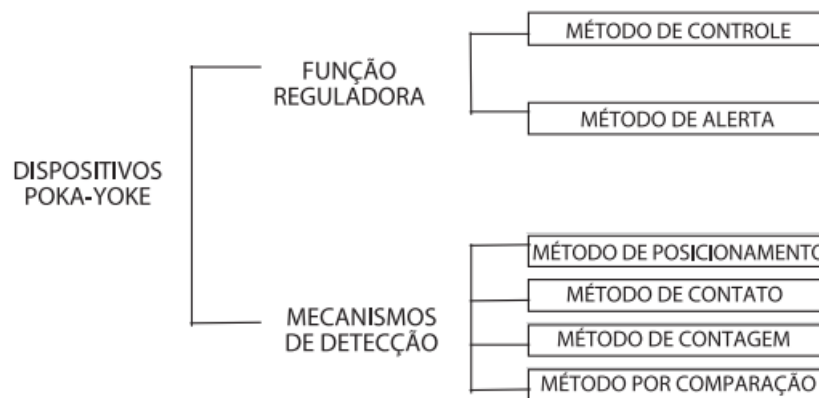 DISPOSITIVOS
POKA-YOKE
FUNÇÃO
REGULADORA
MÉTODO DE CONTROLE
MÉTODO DE ALERTA
MECANISMOS
DE DETECÇÃO
MÉTODO DE POSICIONAMENTO
MÉTODO DE CONTATO
MÉTODO DE CONTAGEM
MÉTODO POR COMPARAÇÃO